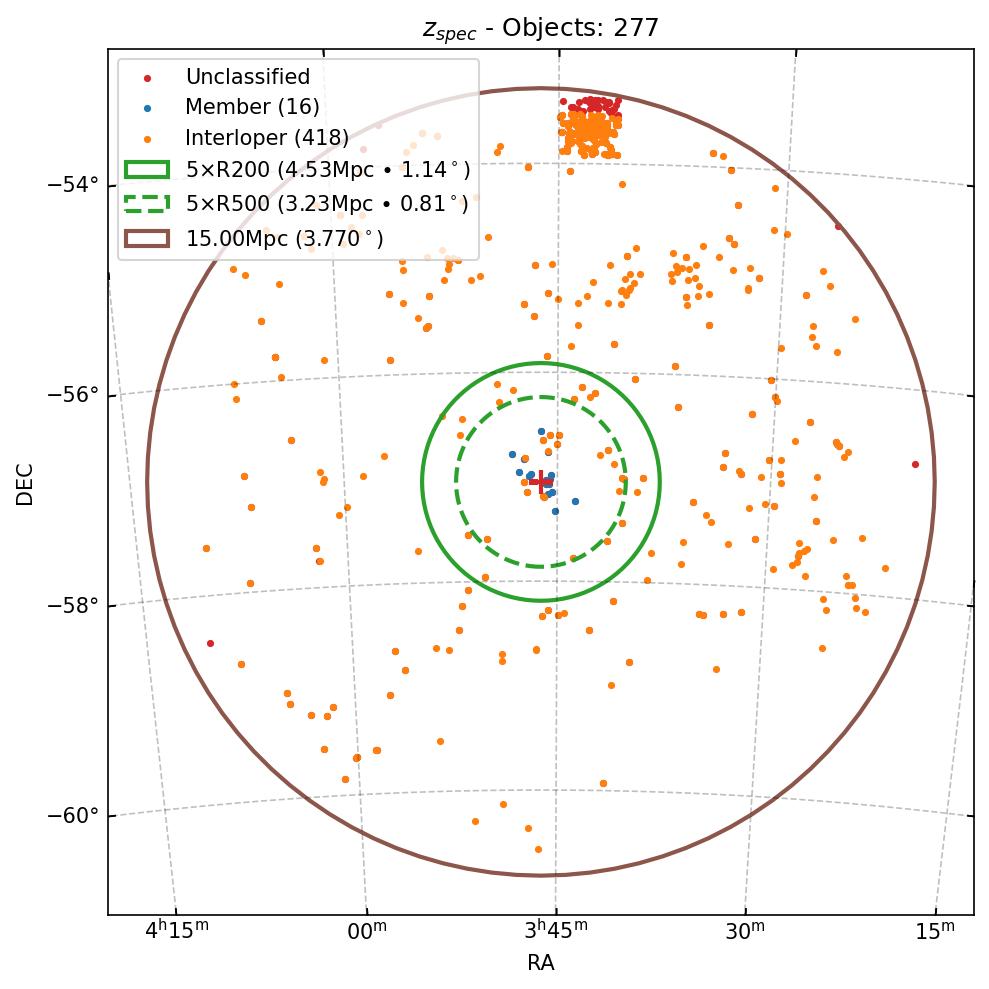 z_spec - Objects: 277
Unclassified
Member (16)
Interloper (418)
5×R200 (4.53Mpc • 1.14°)
5×R500 (3.23Mpc • 0.81°)
15.00Mpc (3.770°)
−54°
−56°
−58°
−60°
DEC
4ʰ15ᵐ 00ᵐ 3ʰ45ᵐ 30ᵐ 15ᵐ
RA